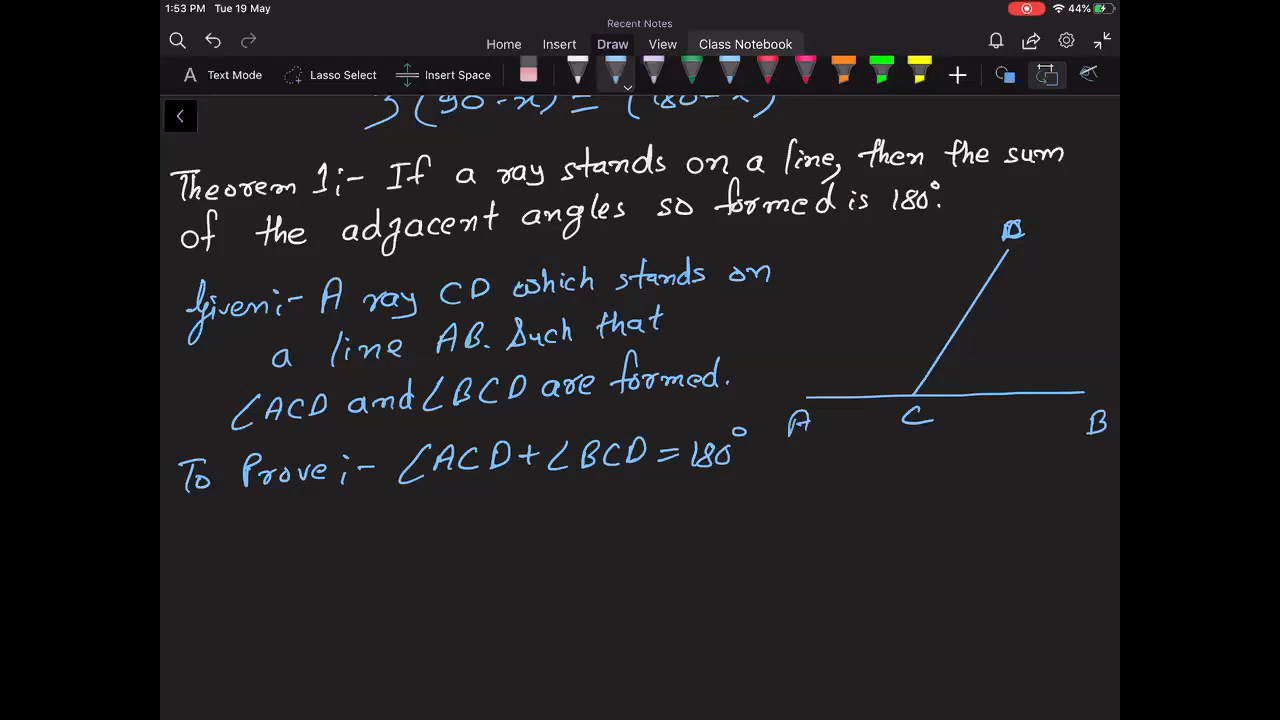 1:53 PM Tue 19 May
44%
Recent Notes
Home Insert Draw View Class Notebook
Text Mode Lasso Select Insert Space
(90-x) = (180-x)
Theorem 1;- If a ray stands on a line, then the sum
of the adjacent angles so formed is 180°.
Given;- A ray CD which stands on
a line AB. Such that
∠ACD and ∠BCD are formed.
To Prove;- ∠ACD+∠BCD=180°
D
A C B